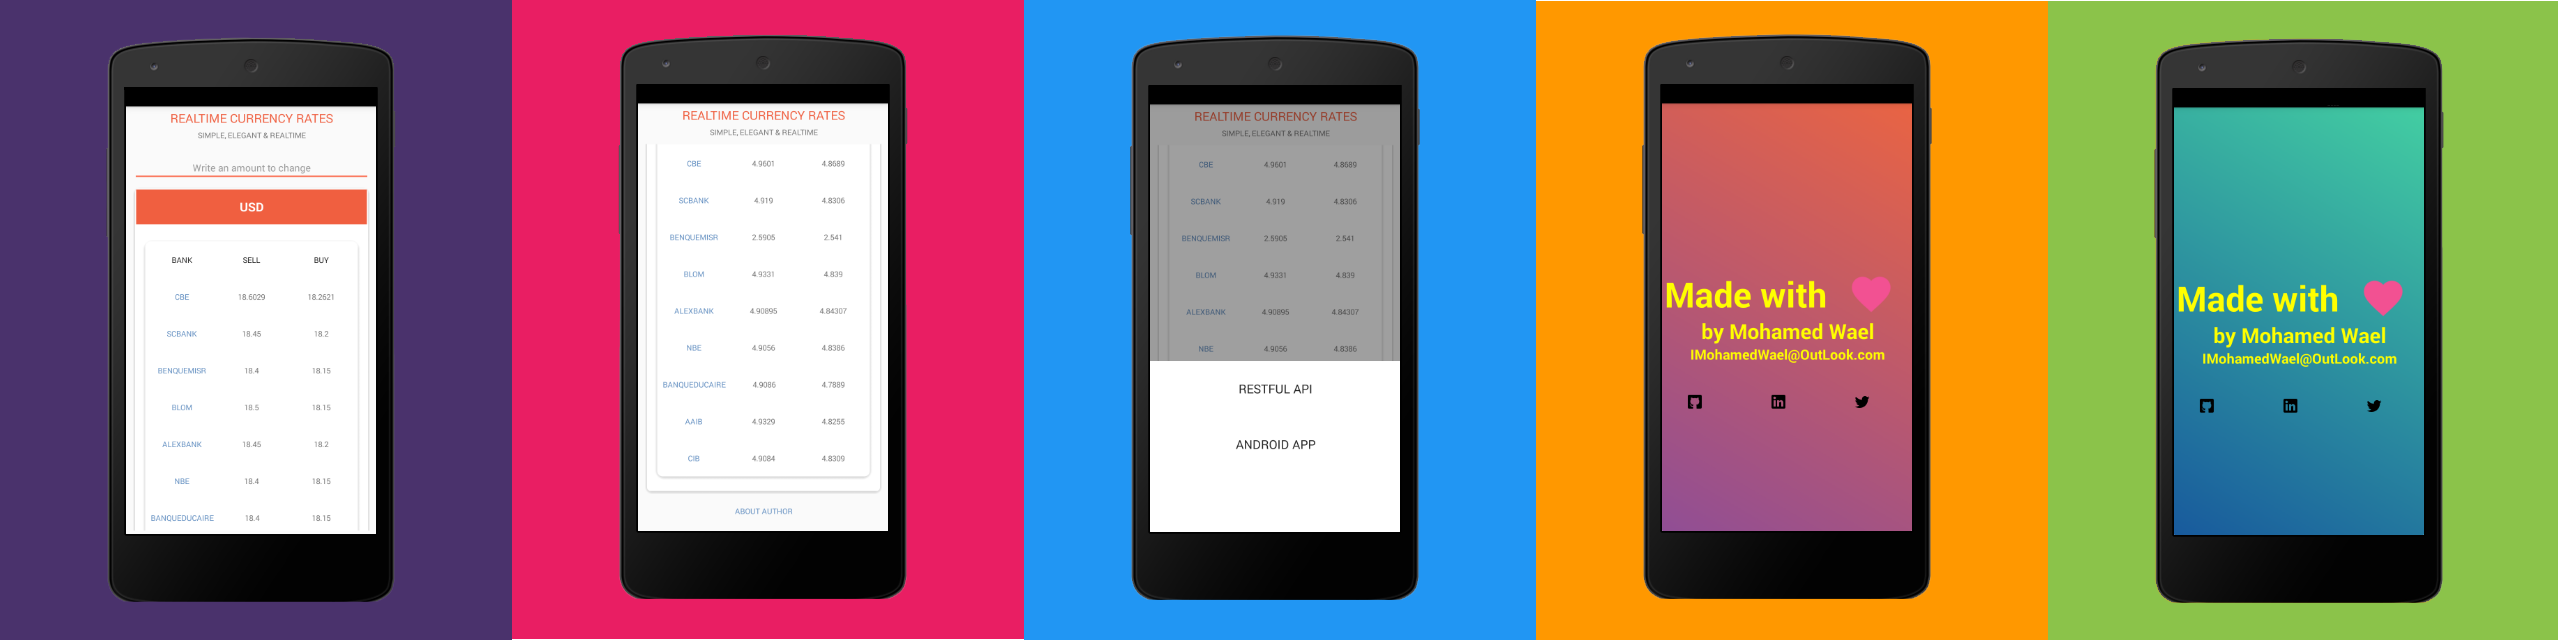 REALTIME CURRENCY RATES
SIMPLE, ELEGANT & REALTIME
Write an amount to change
USD
BANK SELL BUY
CBE 18.6029 18.2621
SCBANK 18.45 18.2
BENQUEMISR 18.4 18.15
BLOM 18.5 18.15
ALEXBANK 18.45 18.2
NBE 18.4 18.15
BANQUEDUCAIRE 18.4 18.15
REALTIME CURRENCY RATES
SIMPLE, ELEGANT & REALTIME
CBE 4.9601 4.8689
SCBANK 4.919 4.8306
BENQUEMISR 2.5905 2.541
BLOM 4.9331 4.839
ALEXBANK 4.90895 4.84307
NBE 4.9056 4.8386
BANQUEDUCAIRE 4.9086 4.7889
AAIB 4.9329 4.8255
CIB 4.9084 4.8309
ABOUT AUTHOR
REALTIME CURRENCY RATES
SIMPLE, ELEGANT & REALTIME
CBE 4.9601 4.8689
SCBANK 4.919 4.8306
BENQUEMISR 2.5905 2.541
BLOM 4.9331 4.839
ALEXBANK 4.90895 4.84307
NBE 4.9056 4.8386
RESTFUL API
ANDROID APP
Made with
by Mohamed Wael
IMohamedWael@OutLook.com
Made with
by Mohamed Wael
IMohamedWael@OutLook.com